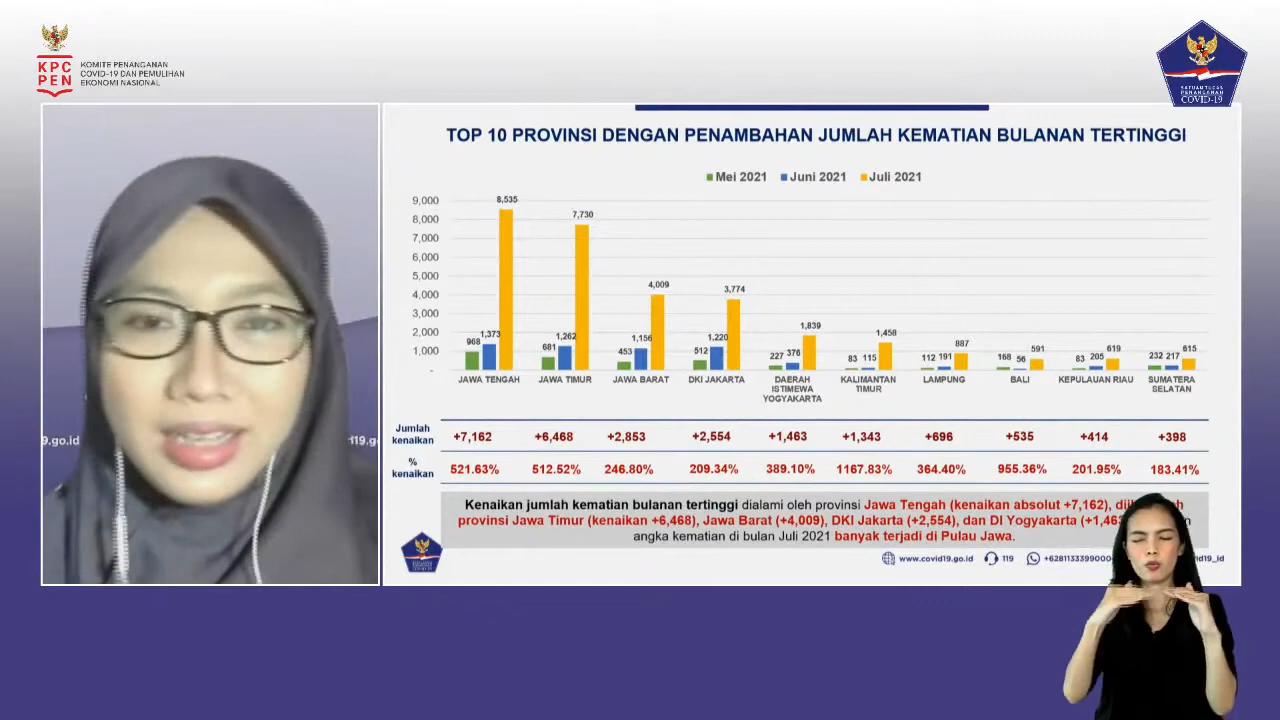 KPC
PEN
KOMITE PENANGANAN
COVID-19 DAN PEMULIHAN
EKONOMI NASIONAL
SATUAN TUGAS
PENANGANAN
COVID-19
TOP 10 PROVINSI DENGAN PENAMBAHAN JUMLAH KEMATIAN BULANAN TERTINGGI
Mei 2021 Juni 2021 Juli 2021
9,000
8,000
7,000
6,000
5,000
4,000
3,000
2,000
1,000
-
968 1,373 8,535
681 1,262 7,730
453 1,156 4,009
512 1,220 3,774
227 376 1,839
83 115 1,458
112 191 887
168 56 591
83 205 619
232 217 615
JAWA TENGAH JAWA TIMUR JAWA BARAT DKI JAKARTA DAERAH ISTIMEWA YOGYAKARTA KALIMANTAN TIMUR LAMPUNG BALI KEPULAUAN RIAU SUMATERA SELATAN
Jumlah kenaikan +7,162 +6,468 +2,853 +2,554 +1,463 +1,343 +696 +535 +414 +398
% kenaikan 521.63% 512.52% 246.80% 209.34% 389.10% 1167.83% 364.40% 955.36% 201.95% 183.41%
Kenaikan jumlah kematian bulanan tertinggi dialami oleh provinsi Jawa Tengah (kenaikan absolut +7,162),
provinsi Jawa Timur (kenaikan +6,468), Jawa Barat (+4,009), DKI Jakarta (+2,554), dan DI Yogyakarta
angka kematian di bulan Juli 2021 banyak terjadi di Pulau Jawa.
www.covid19.go.id 119
9.go.id